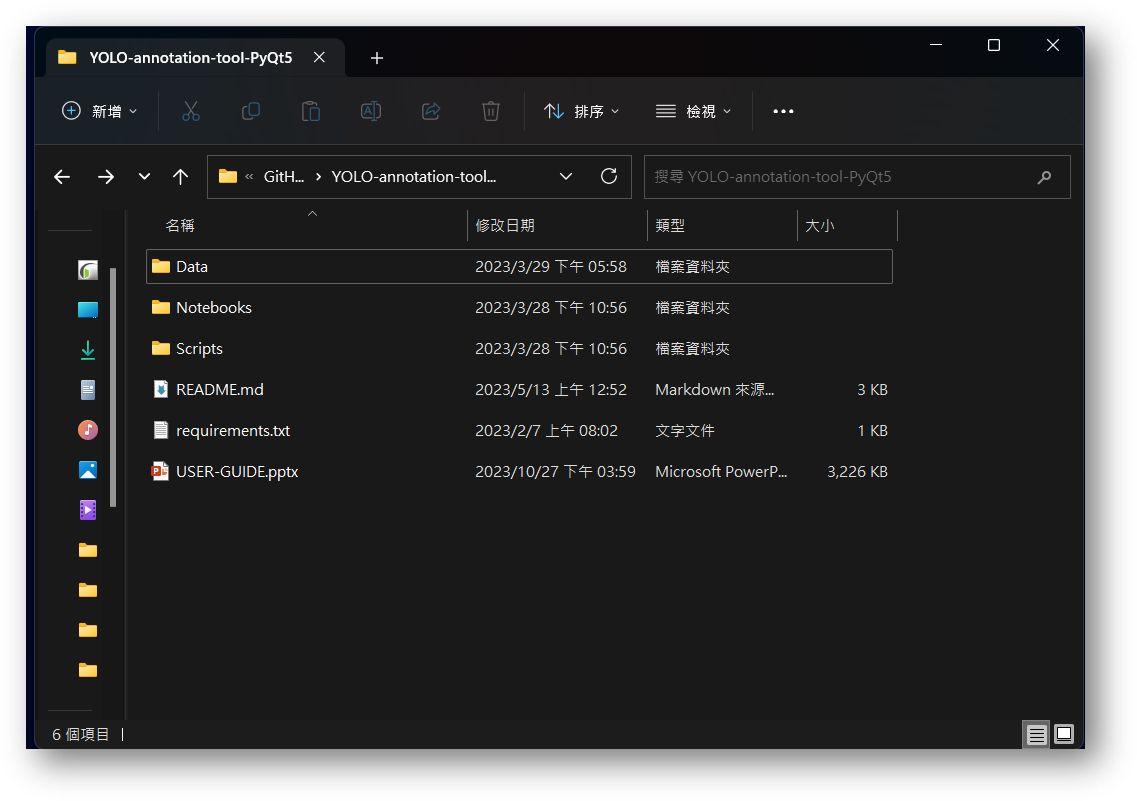 YOLO-annotation-tool-PyQt5
新增 排序 檢視
« GitH... › YOLO-annotation-tool... 搜尋 YOLO-annotation-tool-PyQt5
名稱 修改日期 類型 大小
Data 2023/3/29 下午 05:58 檔案資料夾
Notebooks 2023/3/28 下午 10:56 檔案資料夾
Scripts 2023/3/28 下午 10:56 檔案資料夾
README.md 2023/5/13 上午 12:52 Markdown 來源... 3 KB
requirements.txt 2023/2/7 上午 08:02 文字文件 1 KB
USER-GUIDE.pptx 2023/10/27 下午 03:59 Microsoft PowerP... 3,226 KB
6 個項目